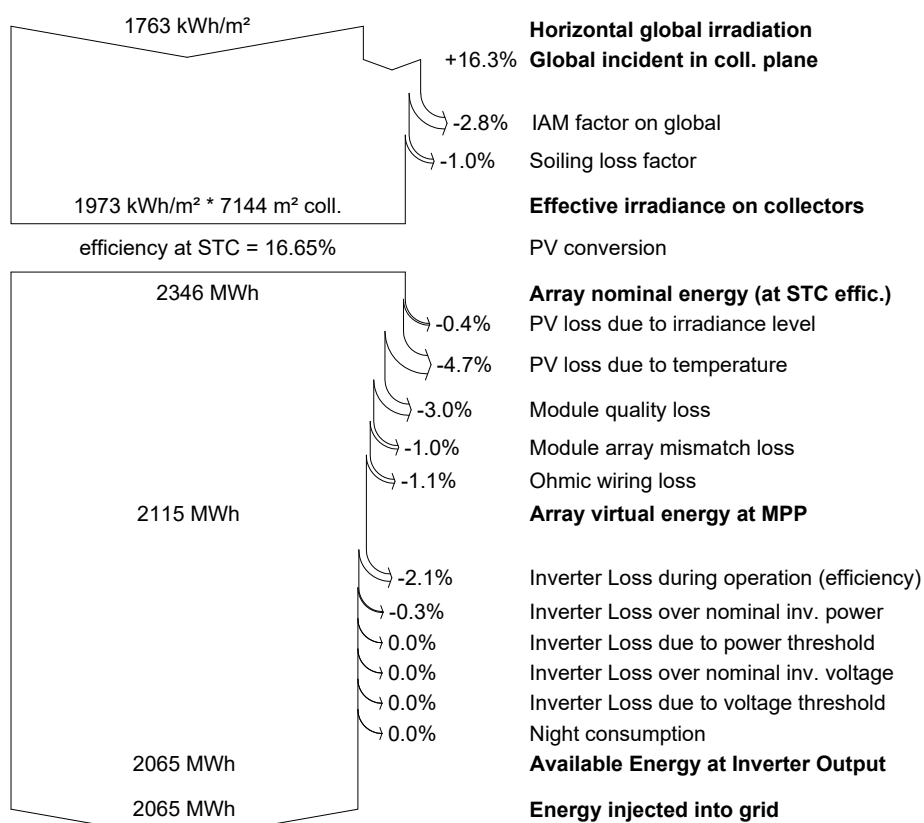 1763 kWh/m² Horizontal global irradiation
+16.3% Global incident in coll. plane
-2.8% IAM factor on global
-1.0% Soiling loss factor
1973 kWh/m² * 7144 m² coll. Effective irradiance on collectors
efficiency at STC = 16.65% PV conversion
2346 MWh Array nominal energy (at STC effic.)
-0.4% PV loss due to irradiance level
-4.7% PV loss due to temperature
-3.0% Module quality loss
-1.0% Module array mismatch loss
-1.1% Ohmic wiring loss
2115 MWh Array virtual energy at MPP
-2.1% Inverter Loss during operation (efficiency)
-0.3% Inverter Loss over nominal inv. power
0.0% Inverter Loss due to power threshold
0.0% Inverter Loss over nominal inv. voltage
0.0% Inverter Loss due to voltage threshold
0.0% Night consumption
2065 MWh Available Energy at Inverter Output
2065 MWh Energy injected into grid